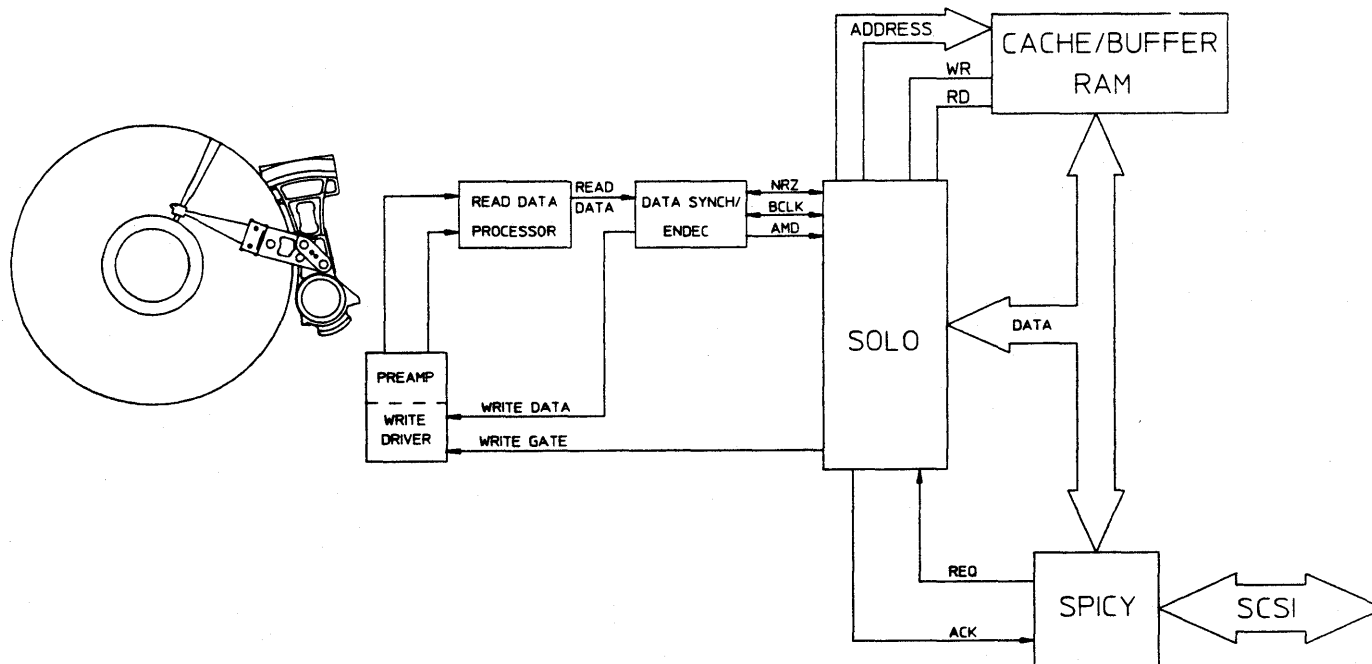 ADDRESS
CACHE/BUFFER
RAM
WR
RD
READ DATA
PROCESSOR
READ
DATA
DATA SYNCH/
ENDEC
NRZ
BCLK
AMD
SOLO
DATA
PREAMP
WRITE
DRIVER
WRITE DATA
WRITE GATE
REQ
ACK
SPICY
SCSI